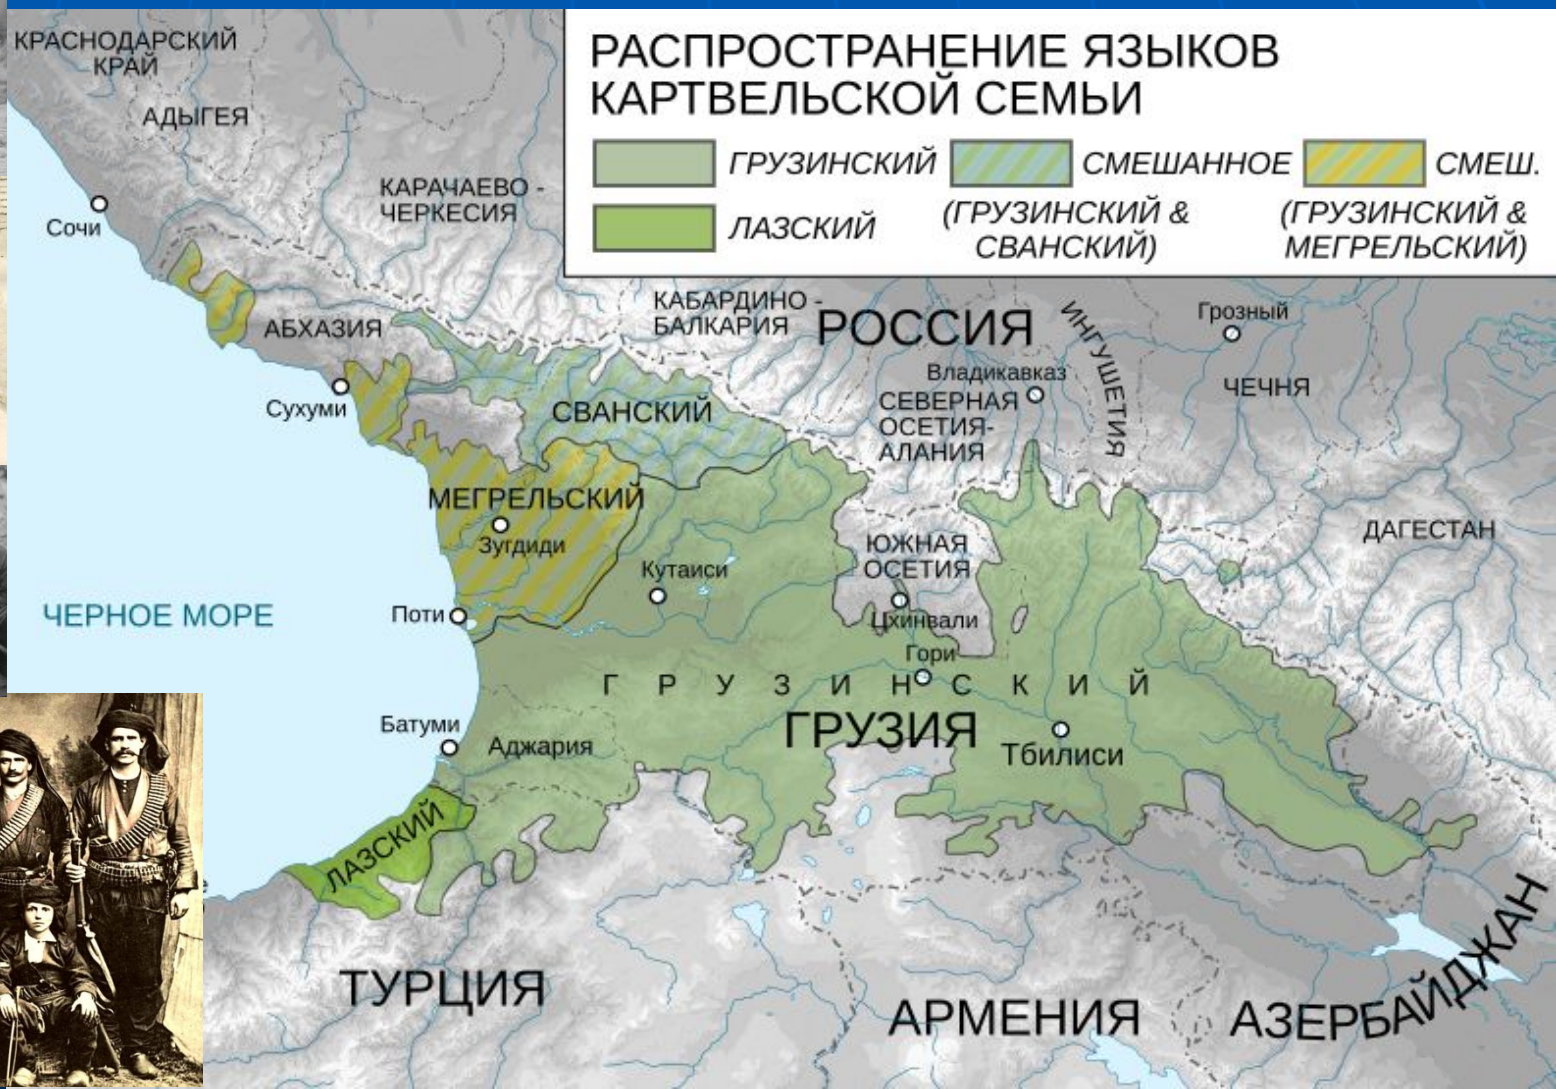 РАСПРОСТРАНЕНИЕ ЯЗЫКОВ
КАРТВЕЛЬСКОЙ СЕМЬИ
ГРУЗИНСКИЙ
СМЕШАННОЕ
(ГРУЗИНСКИЙ &
СВАНСКИЙ)
СМЕШ.
(ГРУЗИНСКИЙ &
МЕГРЕЛЬСКИЙ)
ЛАЗСКИЙ
КРАСНОДАРСКИЙ
КРАЙ
АДЫГЕЯ
КАРАЧАЕВО -
ЧЕРКЕСИЯ
Сочи
АБХАЗИЯ
КАБАРДИНО -
БАЛКАРИЯ
РОССИЯ
ИНГУШЕТИЯ
Грозный
Владикавказ
ЧЕЧНЯ
СЕВЕРНАЯ
ОСЕТИЯ-
АЛАНИЯ
Сухуми
СВАНСКИЙ
МЕГРЕЛЬСКИЙ
Зугдиди
ДАГЕСТАН
ЮЖНАЯ
ОСЕТИЯ
Кутаиси
ЧЕРНОЕ МОРЕ
Поти
Цхинвали
Гори
ГРУЗИНСКИЙ
ГРУЗИЯ
Батуми
Аджария
Тбилиси
ЛАЗСКИЙ
ТУРЦИЯ
АРМЕНИЯ
АЗЕРБАЙДЖАН